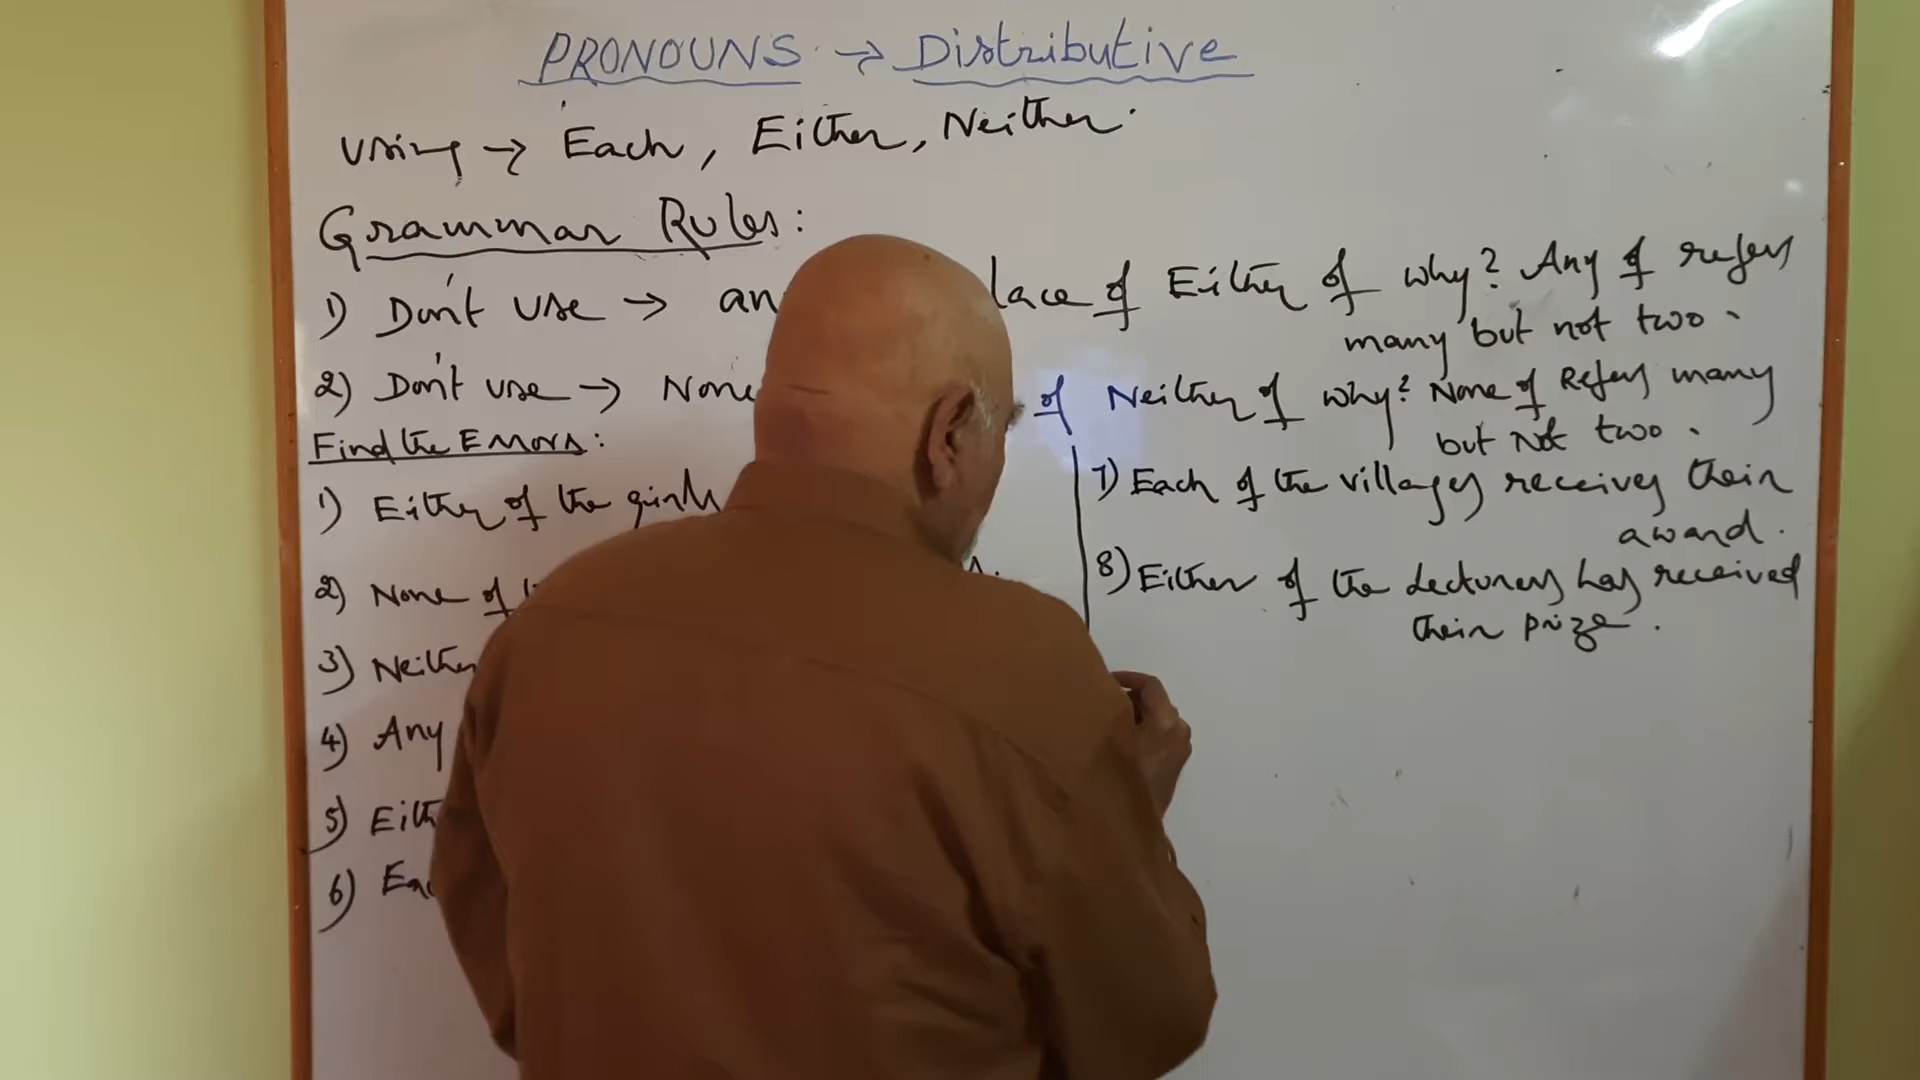 PRONOUNS → Distributive
Using → Each, Either, Neither.
Grammar Rules:
1) Don't use → an lace of Either of why? Any of refers
many but not two.
2) Don't use → None of Neither of why? None of Refers many
but Not two.
Find the Errors:
1) Either of the girls
2) None of
3) Neither
4) Any
5) Eith
6) Eac
7) Each of the villages receives their
award.
8) Either of the Lecturers has received
their prize.